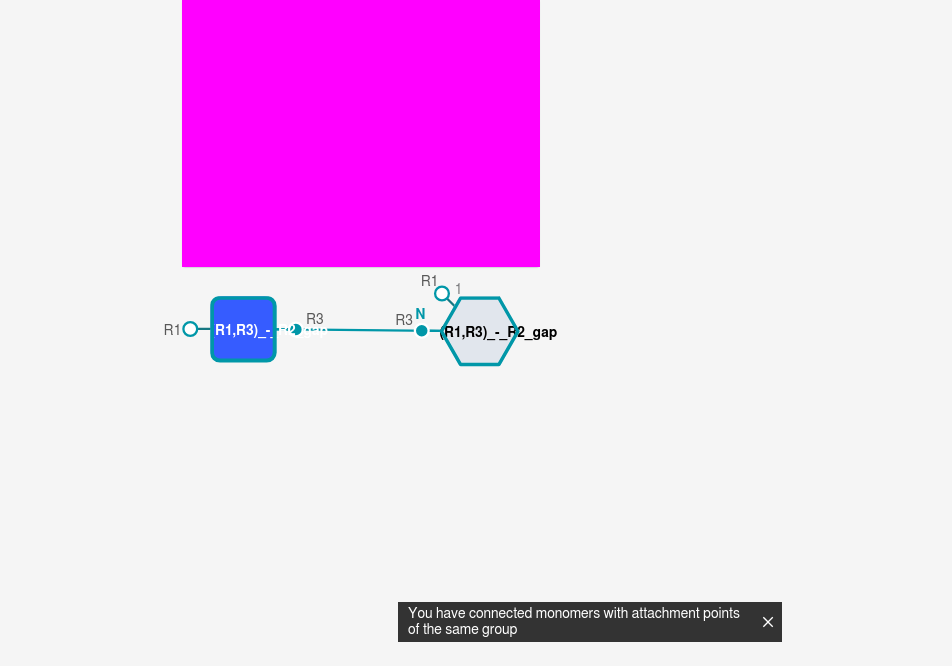 R1
1
R3
N
R3
R1
R1,R3)_-_R2_gap
(R1,R3)_-_R2_gap
You have connected monomers with attachment points
of the same group